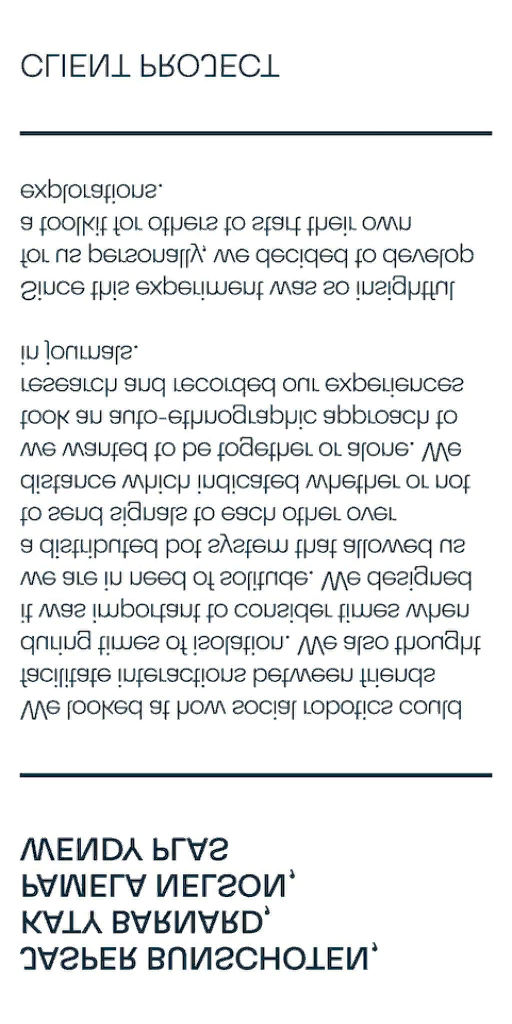 JASPER BUNSCHOTEN,
KATY BARNARD,
PAMELA NELSON,
WENDY PLAS
We looked at how social robotics could
facilitate interactions between friends
during times of isolation. We also thought
it was important to consider times when
we are in need of solitude. We designed
a distributed bot system that allowed us
to send signals to each other over
distance which indicated whether or not
we wanted to be together or alone. We
took an auto-ethnographic approach to
research and recorded our experiences
in journals.
Since this experiment was so insightful
for us personally, we decided to develop
a toolkit for others to start their own
explorations.
CLIENT PROJECT